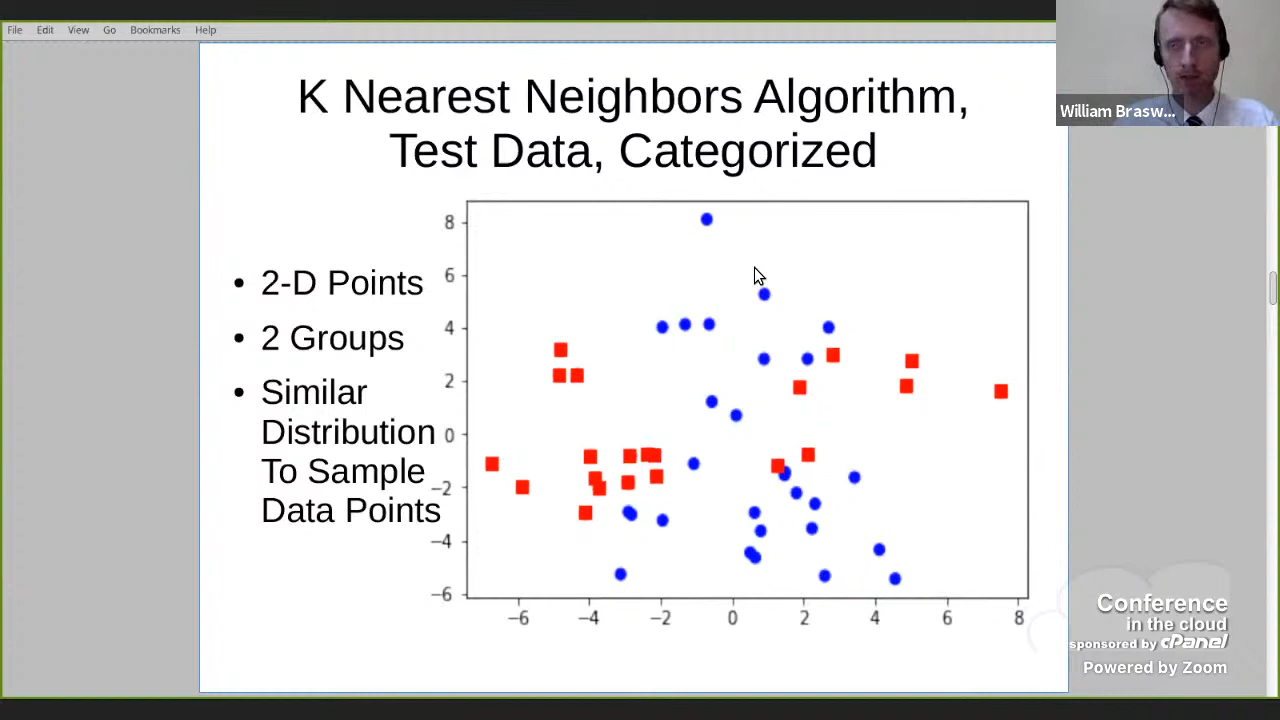 File Edit View Go Bookmarks Help
K Nearest Neighbors Algorithm,
Test Data, Categorized
• 2-D Points
• 2 Groups
• Similar
Distribution
To Sample
Data Points
8
6
4
2
0
−2
−4
−6
−6 −4 −2 0 2 4 6 8
William Brasw...
Conference
in the cloud
sponsored by cPanel
Powered by Zoom